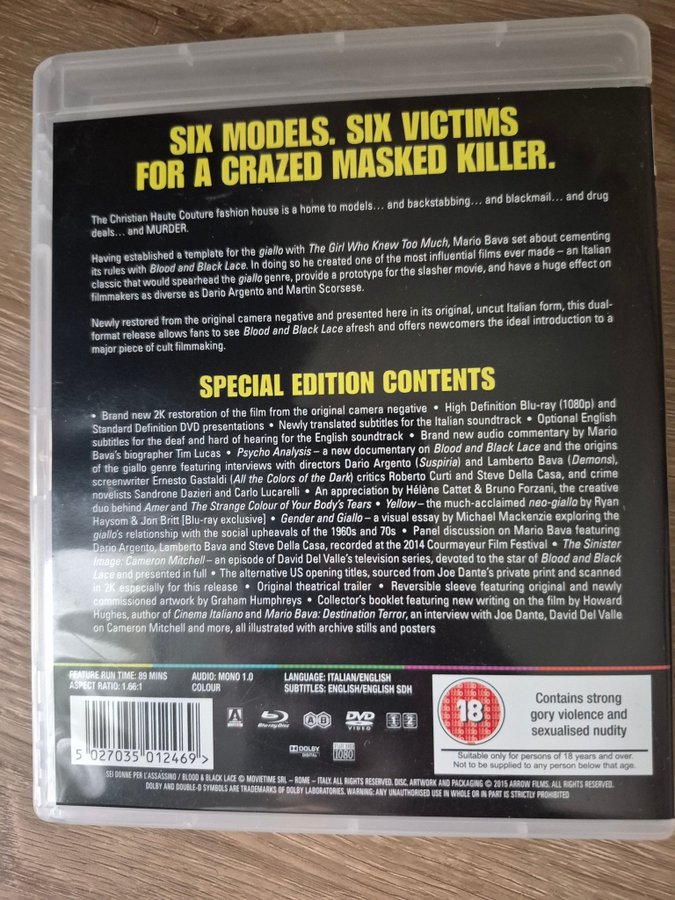 SIX MODELS. SIX VICTIMS
FOR A CRAZED MASKED KILLER.
The Christian Haute Couture fashion house is a home to models... and backstabbing... and blackmail... and drug
deals... and MURDER.
Having established a template for the giallo with The Girl Who Knew Too Much, Mario Bava set about cementing
its rules with Blood and Black Lace. In doing so he created one of the most influential films ever made – an Italian
classic that would spearhead the giallo genre, provide a prototype for the slasher movie, and have a huge effect on
filmmakers as diverse as Dario Argento and Martin Scorsese.
Newly restored from the original camera negative and presented here in its original, uncut Italian form, this dual-
format release allows fans to see Blood and Black Lace afresh and offers newcomers the ideal introduction to a
major piece of cult filmmaking.
SPECIAL EDITION CONTENTS
• Brand new 2K restoration of the film from the original camera negative • High Definition Blu-ray (1080p) and
Standard Definition DVD presentations • Newly translated subtitles for the Italian soundtrack • Optional English
subtitles for the deaf and hard of hearing for the English soundtrack • Brand new audio commentary by Mario
Bava's biographer Tim Lucas • Psycho Analysis – a new documentary on Blood and Black Lace and the origins
of the giallo genre featuring interviews with directors Dario Argento (Suspiria) and Lamberto Bava (Demons),
screenwriter Ernesto Gastaldi (All the Colors of the Dark) critics Roberto Curti and Steve Della Casa, and crime
novelists Sandrone Dazieri and Carlo Lucarelli • An appreciation by Hélène Cattet & Bruno Forzani, the creative
duo behind Amer and The Strange Colour of Your Body's Tears • Yellow – the much-acclaimed neo-giallo by Ryan
Haysom & Jon Britt [Blu-ray exclusive] • Gender and Giallo – a visual essay by Michael Mackenzie exploring the
giallo's relationship with the social upheavals of the 1960s and 70s • Panel discussion on Mario Bava featuring
Dario Argento, Lamberto Bava and Steve Della Casa, recorded at the 2014 Courmayeur Film Festival • The Sinister
Image: Cameron Mitchell – an episode of David Del Valle's television series, devoted to the star of Blood and Black
Lace and presented in full • The alternative US opening titles, sourced from Joe Dante's private print and scanned
in 2K especially for this release • Original theatrical trailer • Reversible sleeve featuring original and newly
commissioned artwork by Graham Humphreys • Collector's booklet featuring new writing on the film by Howard
Hughes, author of Cinema Italiano and Mario Bava: Destination Terror, an interview with Joe Dante, David Del Valle
on Cameron Mitchell and more, all illustrated with archive stills and posters
FEATURE RUN TIME: 89 MINS
ASPECT RATIO: 1.66:1
AUDIO: MONO 1.0
COLOUR
LANGUAGE: ITALIAN/ENGLISH
SUBTITLES: ENGLISH/ENGLISH SDH
5 027035 012469 >
ARROW
Blu-ray Disc
A B
DVD
VIDEO
1 2
DOLBY
DIGITAL
1080
18
Contains strong
gory violence and
sexualised nudity
Suitable only for persons of 18 years and over.
Not to be supplied to any person below that age.
SEI DONNE PER L'ASSASSINO / BLOOD & BLACK LACE © MOVIETIME SRL – ROME – ITALY. ALL RIGHTS RESERVED. DISC, ARTWORK AND PACKAGING © 2015 ARROW FILMS. ALL RIGHTS RESERVED.
DOLBY AND DOUBLE-D SYMBOLS ARE TRADEMARKS OF DOLBY LABORATORIES. WARNING: ANY UNAUTHORISED USE IN WHOLE OR IN PART IS STRICTLY PROHIBITED